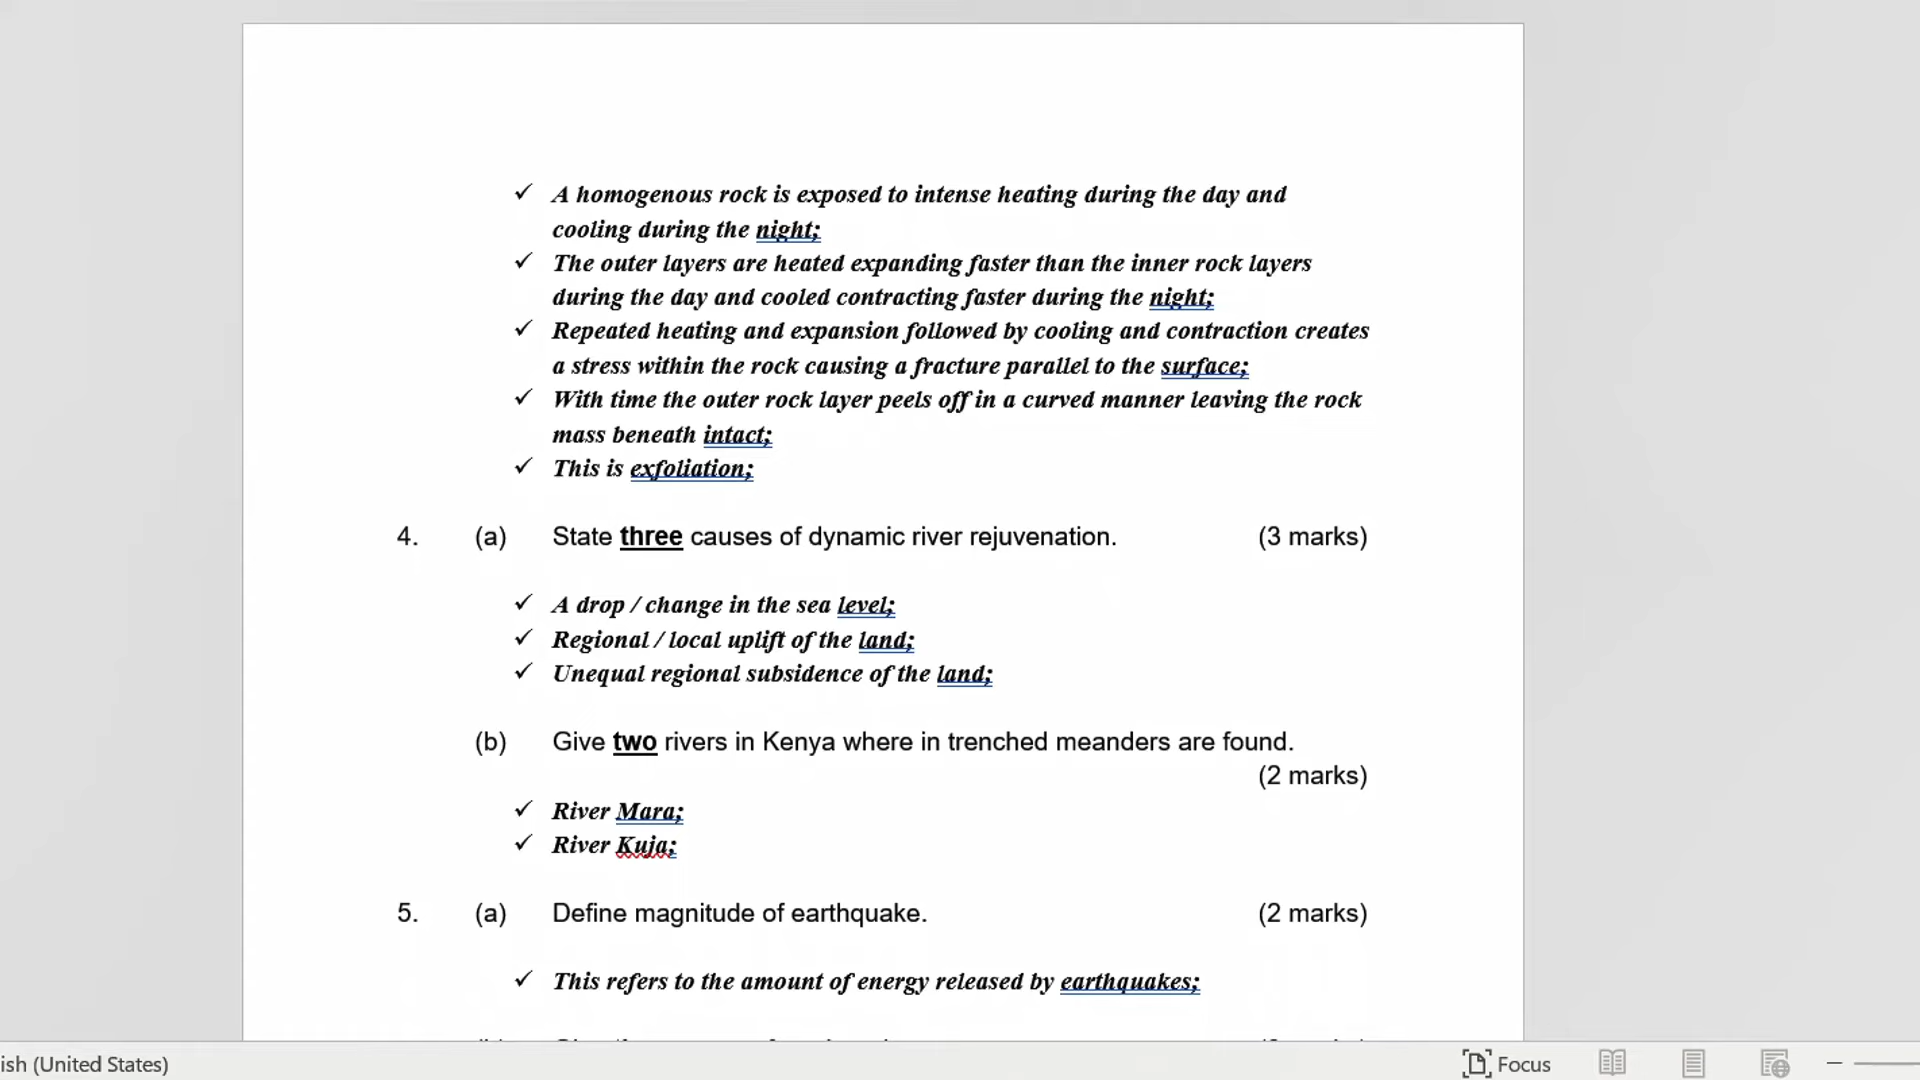 ✓ A homogenous rock is exposed to intense heating during the day and
cooling during the night;
✓ The outer layers are heated expanding faster than the inner rock layers
during the day and cooled contracting faster during the night;
✓ Repeated heating and expansion followed by cooling and contraction creates
a stress within the rock causing a fracture parallel to the surface;
✓ With time the outer rock layer peels off in a curved manner leaving the rock
mass beneath intact;
✓ This is exfoliation;
4. (a) State three causes of dynamic river rejuvenation. (3 marks)
✓ A drop / change in the sea level;
✓ Regional / local uplift of the land;
✓ Unequal regional subsidence of the land;
(b) Give two rivers in Kenya where in trenched meanders are found.
(2 marks)
✓ River Mara;
✓ River Kuja;
5. (a) Define magnitude of earthquake. (2 marks)
✓ This refers to the amount of energy released by earthquakes;
ish (United States) Focus